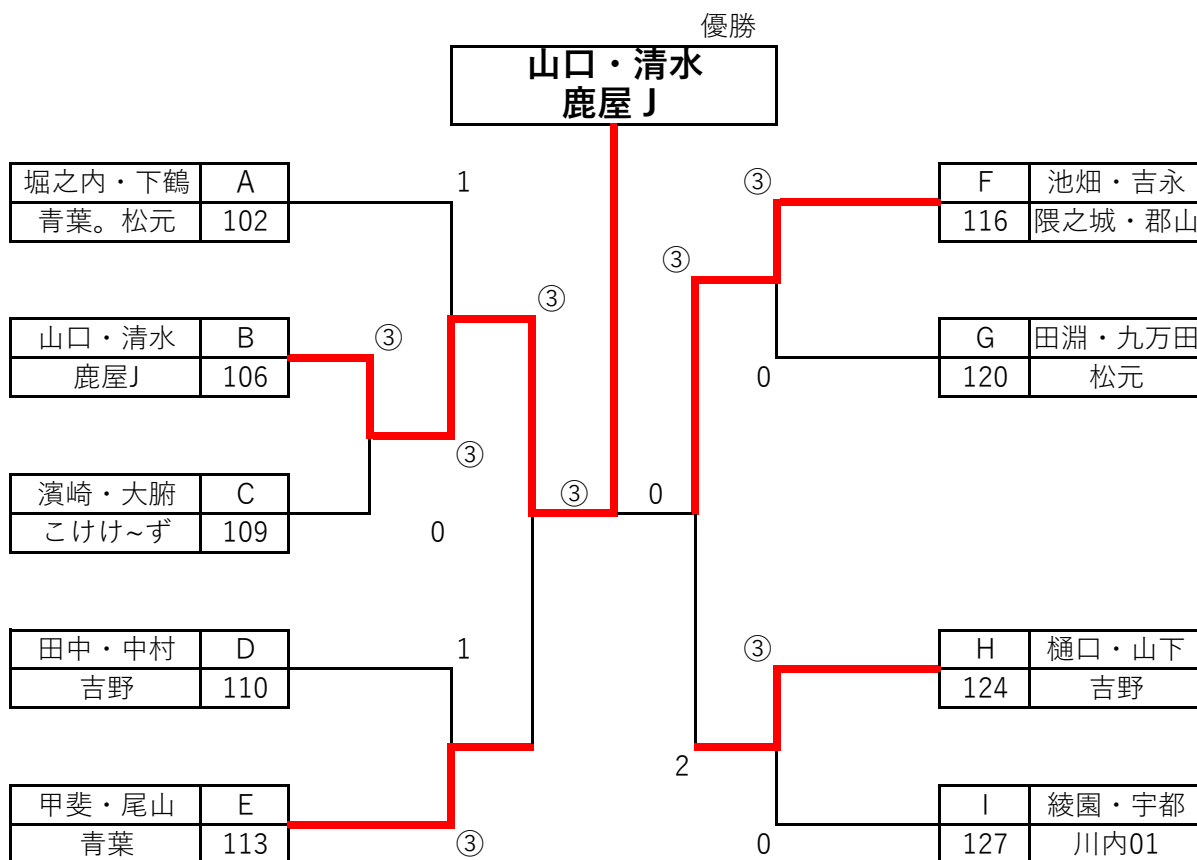 優勝
山口・清水
鹿屋Ｊ
堀之内・下鶴 A
青葉。松元 102
1
③
F 池畑・吉永
116 隈之城・郡山
③
③
山口・清水 B
鹿屋J 106
③
G 田淵・九万田
120 松元
0
③
濱崎・大腑 C
こけけ~ず 109
③
0
0
田中・中村 D
吉野 110
1
③
H 樋口・山下
124 吉野
2
甲斐・尾山 E
青葉 113
③
0
I 綾園・宇都
127 川内01